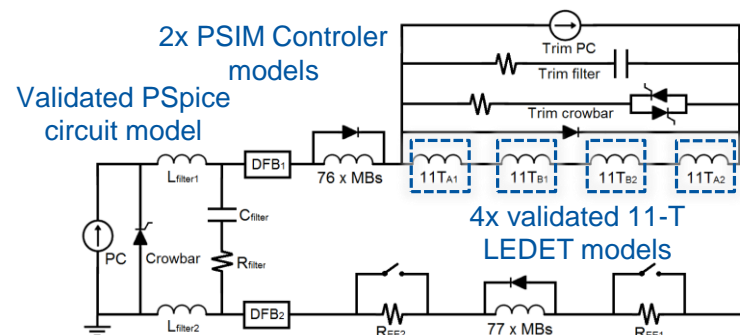 2x PSIM Controler
models
Validated PSpice
circuit model
Trim PC
Trim filter
Trim crowbar
Lfilter1
DFB1
76 x MBs
11TA1
11TB1
11TB2
11TA2
Cfilter
4x validated 11-T
LEDET models
PC
Crowbar
Rfilter
Lfilter2
DFB2
REE2
77 x MBs
REE1